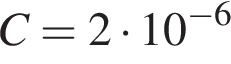 C = 2 · 10⁻⁶